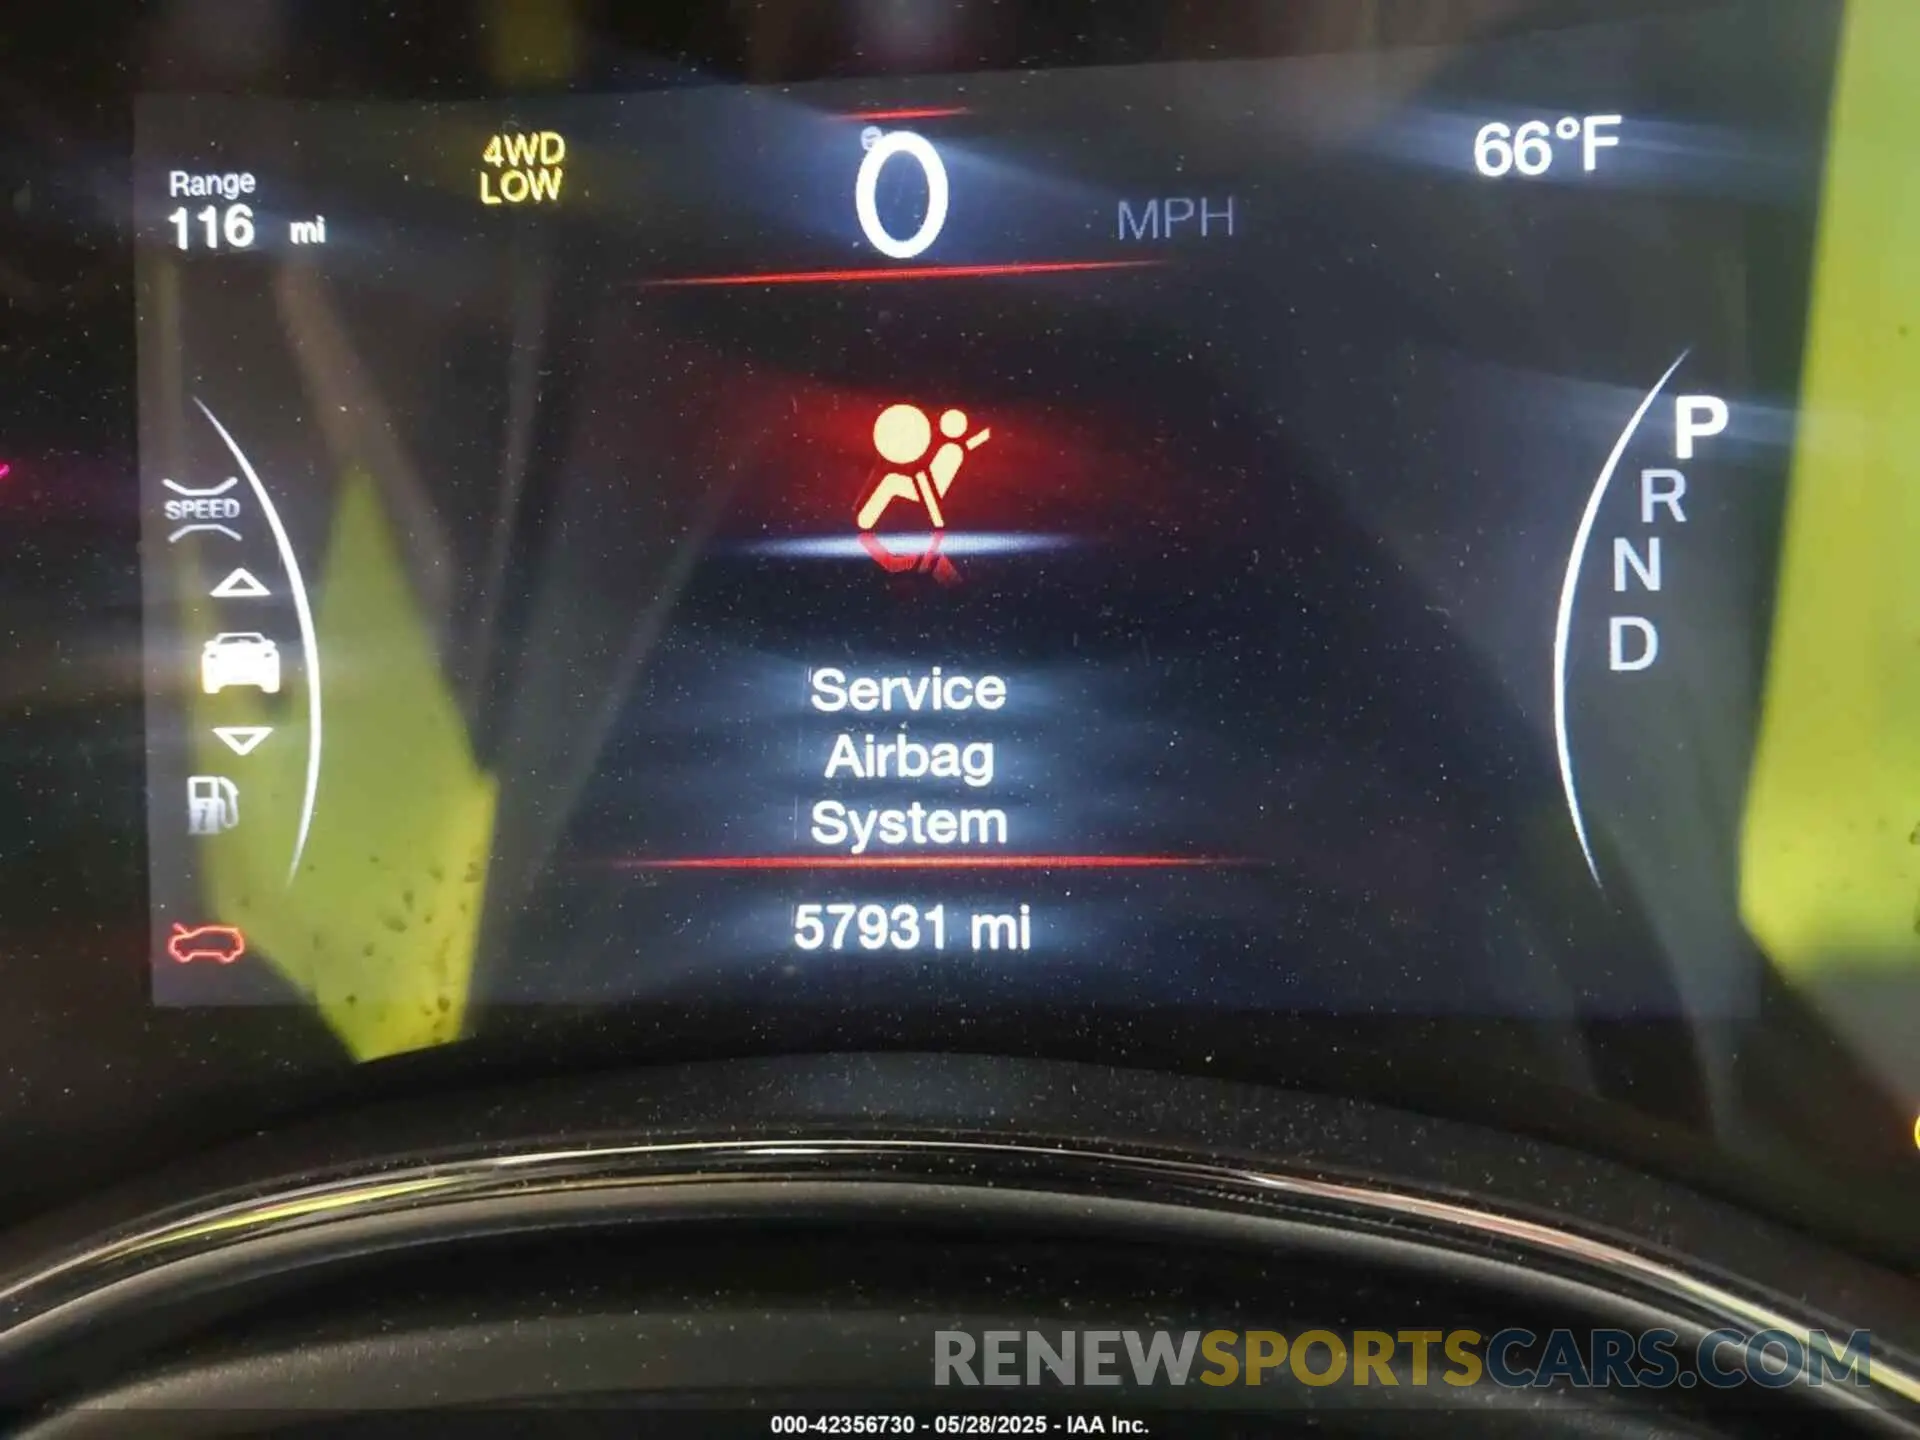 Range
116 mi
4WD
LOW
0
MPH
66°F
SPEED
Service
Airbag
System
57931 mi
P
R
N
D
RENEWSPORTSCARS.COM
000-42356730 - 05/28/2025 - IAA Inc.